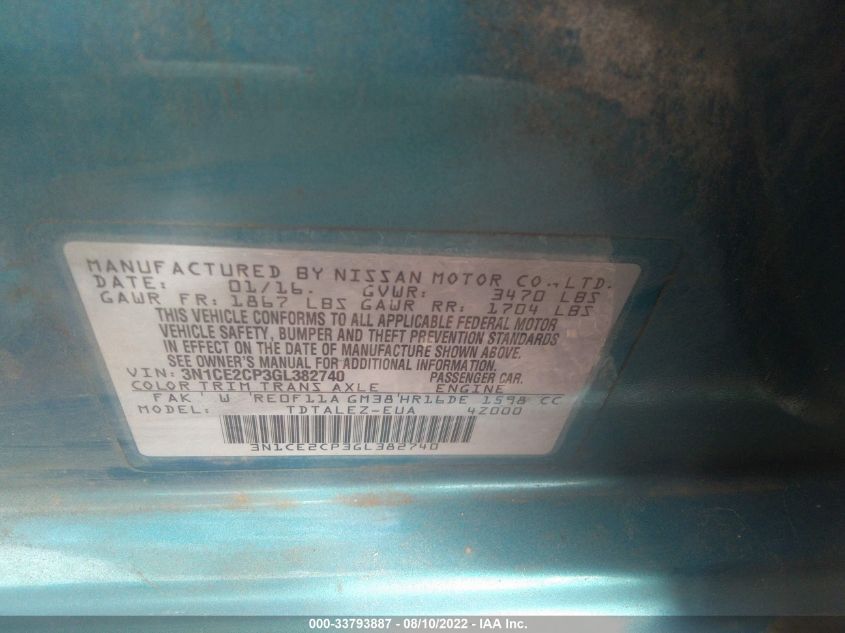 MANUFACTURED BY NISSAN MOTOR CO.,LTD.
DATE: 01/16. GVWR: 3470 LBS
GAWR FR: 1867 LBS GAWR RR: 1704 LBS
THIS VEHICLE CONFORMS TO ALL APPLICABLE FEDERAL MOTOR
VEHICLE SAFETY, BUMPER AND THEFT PREVENTION STANDARDS
IN EFFECT ON THE DATE OF MANUFACTURE SHOWN ABOVE.
SEE OWNER'S MANUAL FOR ADDITIONAL INFORMATION.
VIN: 3N1CE2CP3GL382740 PASSENGER CAR.
COLOR TRIM TRANS AXLE ENGINE
FAK' W RE0F11A GM38'HR16DE 1598 CC
MODEL: TDTALEZ-EUA 4Z000
3N1CE2CP3GL382740
000-33793887 - 08/10/2022 - IAA Inc.